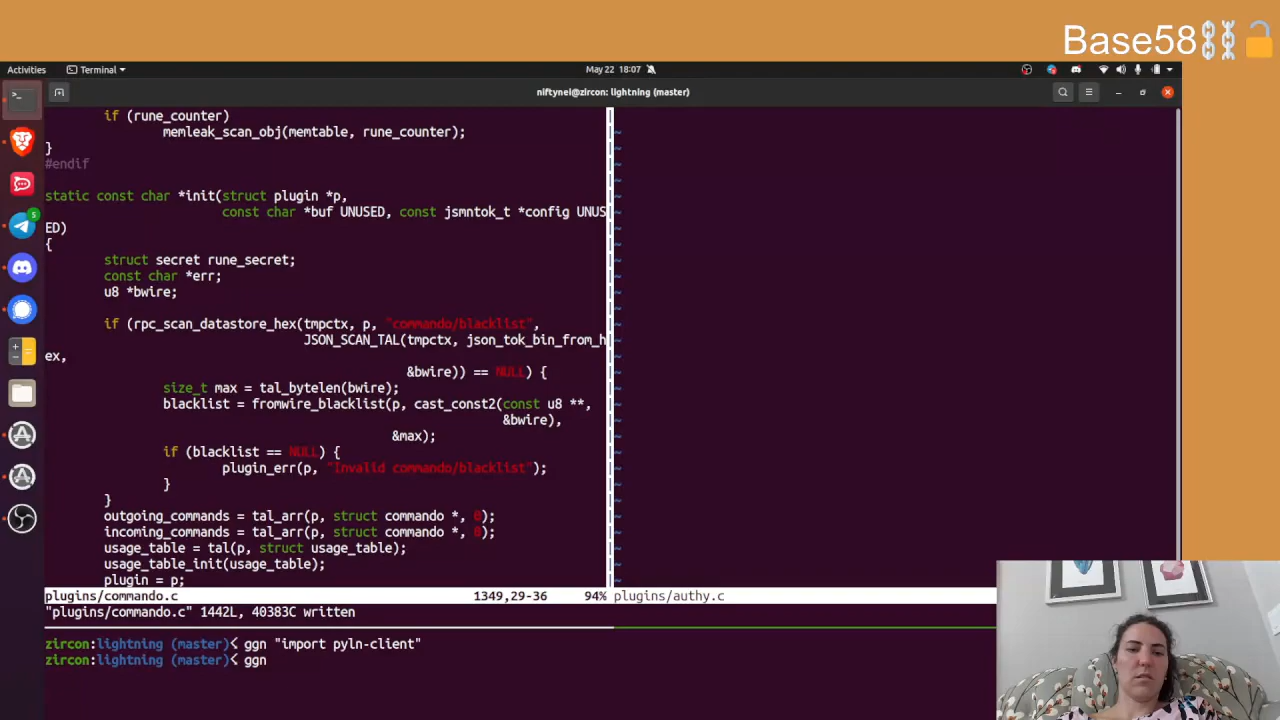 Base58⛓️⛓️🔓
Activities
Terminal
May 22 18:07
niftynei@zircon: lightning (master)
if (rune_counter)
memleak_scan_obj(memtable, rune_counter);
}
#endif
static const char *init(struct plugin *p,
const char *buf UNUSED, const jsmntok_t *config UNUS
ED)
{
struct secret rune_secret;
const char *err;
u8 *bwire;
if (rpc_scan_datastore_hex(tmpctx, p, "commando/blacklist",
JSON_SCAN_TAL(tmpctx, json_tok_bin_from_h
ex,
&bwire)) == NULL) {
size_t max = tal_bytelen(bwire);
blacklist = fromwire_blacklist(p, cast_const2(const u8 **,
&bwire),
&max);
if (blacklist == NULL) {
plugin_err(p, "Invalid commando/blacklist");
}
}
outgoing_commands = tal_arr(p, struct commando *, 0);
incoming_commands = tal_arr(p, struct commando *, 0);
usage_table = tal(p, struct usage_table);
usage_table_init(usage_table);
plugin = p;
plugins/commando.c 1349,29-36 94% plugins/authy.c
"plugins/commando.c" 1442L, 40383C written
zircon:lightning (master)< ggn "import pyln-client"
zircon:lightning (master)< ggn